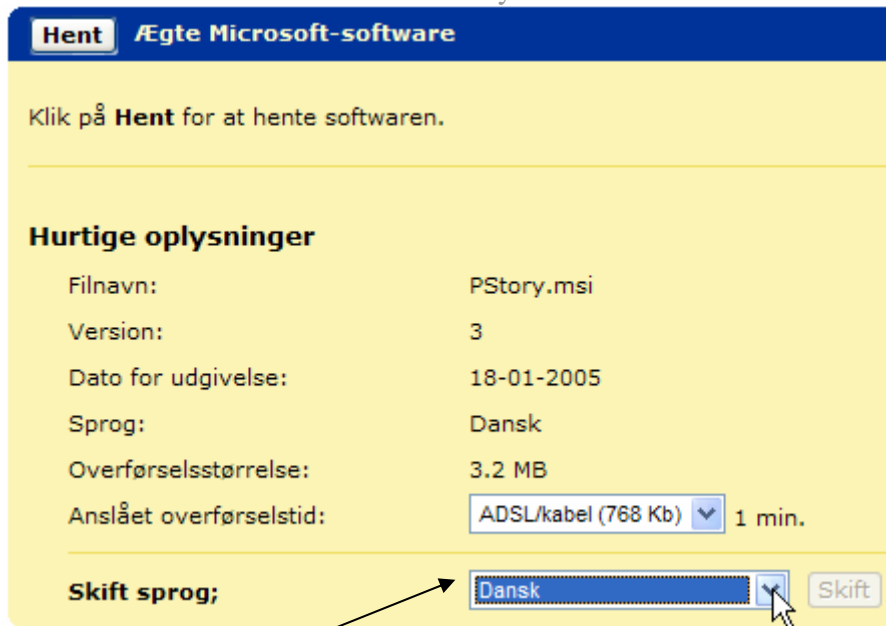 Hent Ægte Microsoft-software
Klik på Hent for at hente softwaren.
Hurtige oplysninger
Filnavn: PStory.msi
Version: 3
Dato for udgivelse: 18-01-2005
Sprog: Dansk
Overførselsstørrelse: 3.2 MB
Anslået overførselstid: ADSL/kabel (768 Kb) 1 min.
Skift sprog; Dansk Skift